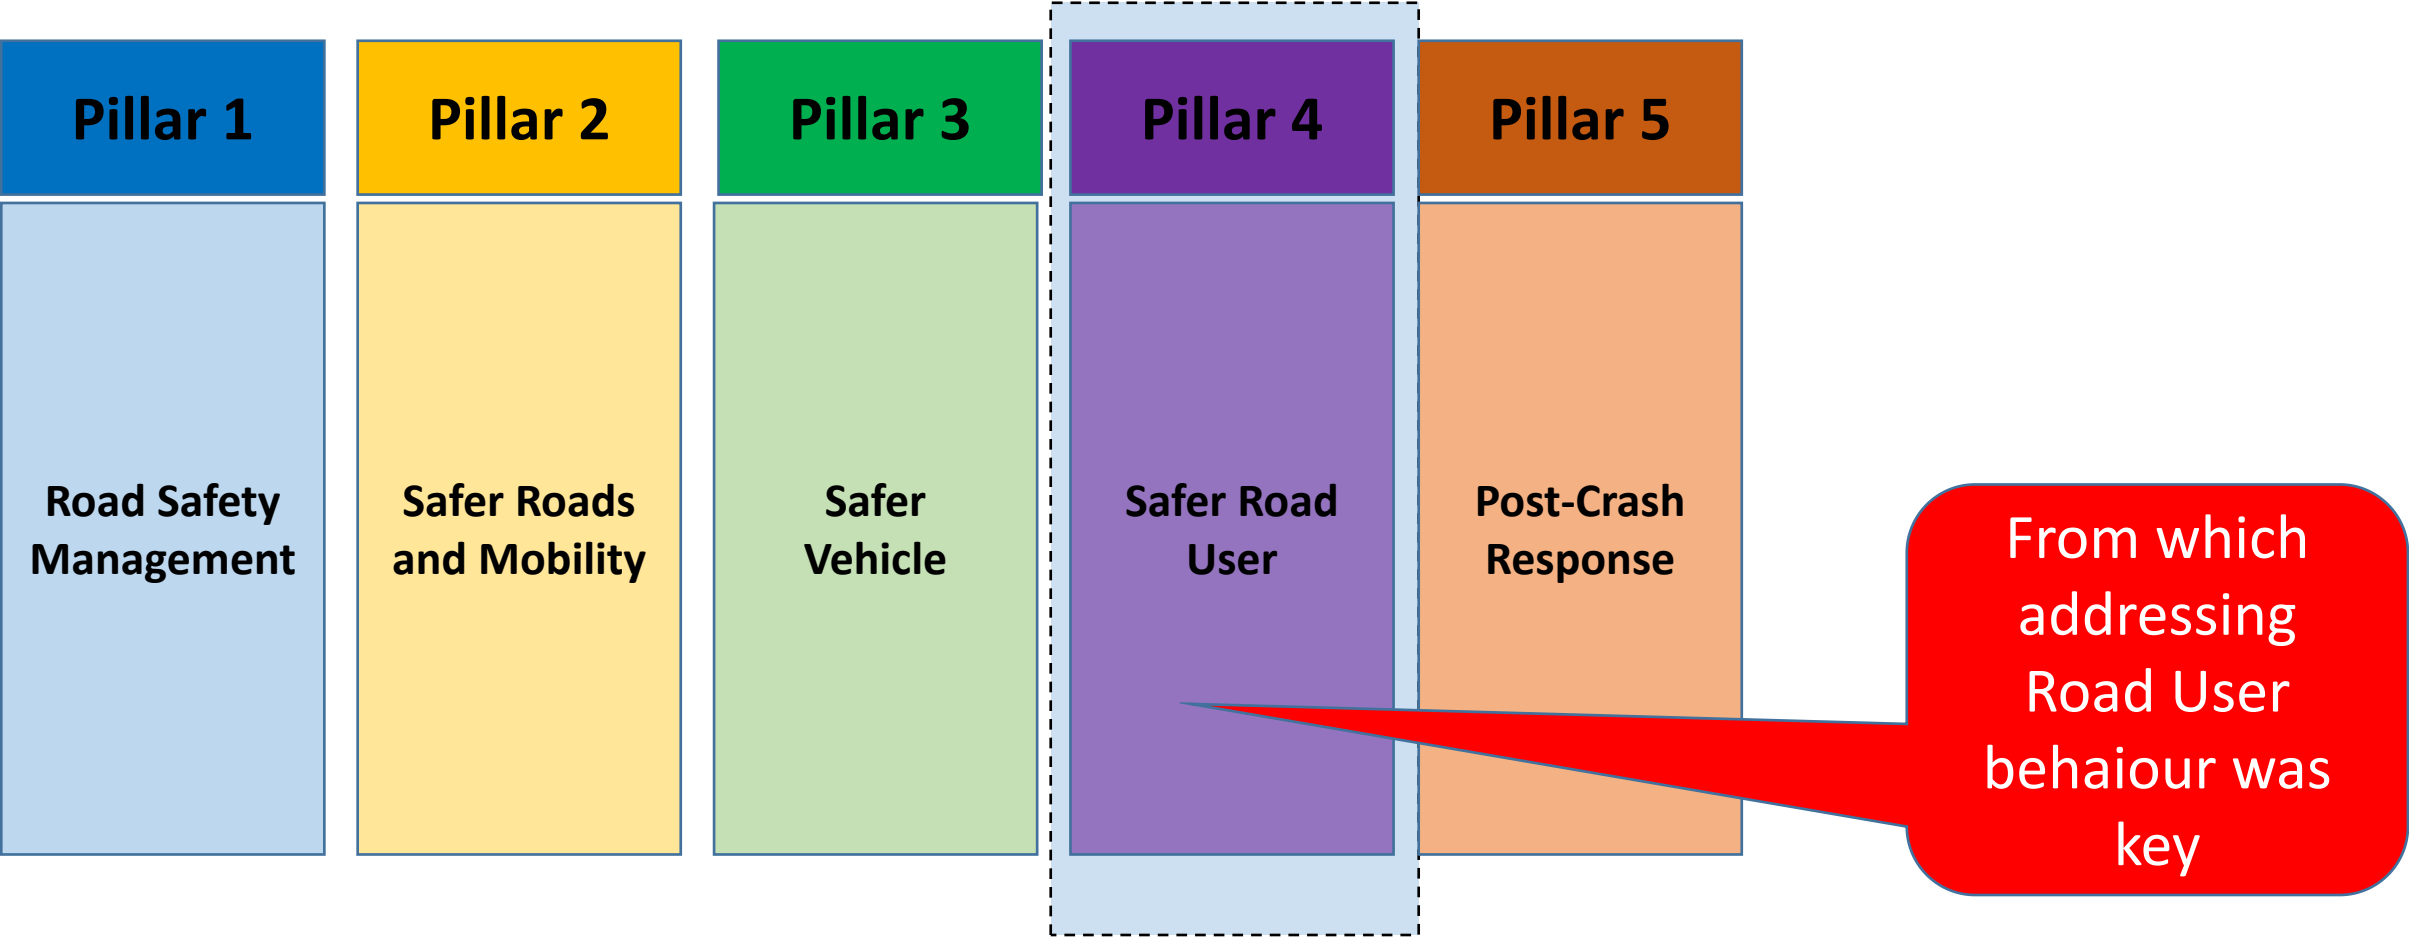 Pillar 1
Pillar 2
Pillar 3
Pillar 4
Pillar 5
Road Safety
Management
Safer Roads
and Mobility
Safer
Vehicle
Safer Road
User
Post-Crash
Response
From which
addressing
Road User
behaiour was
key